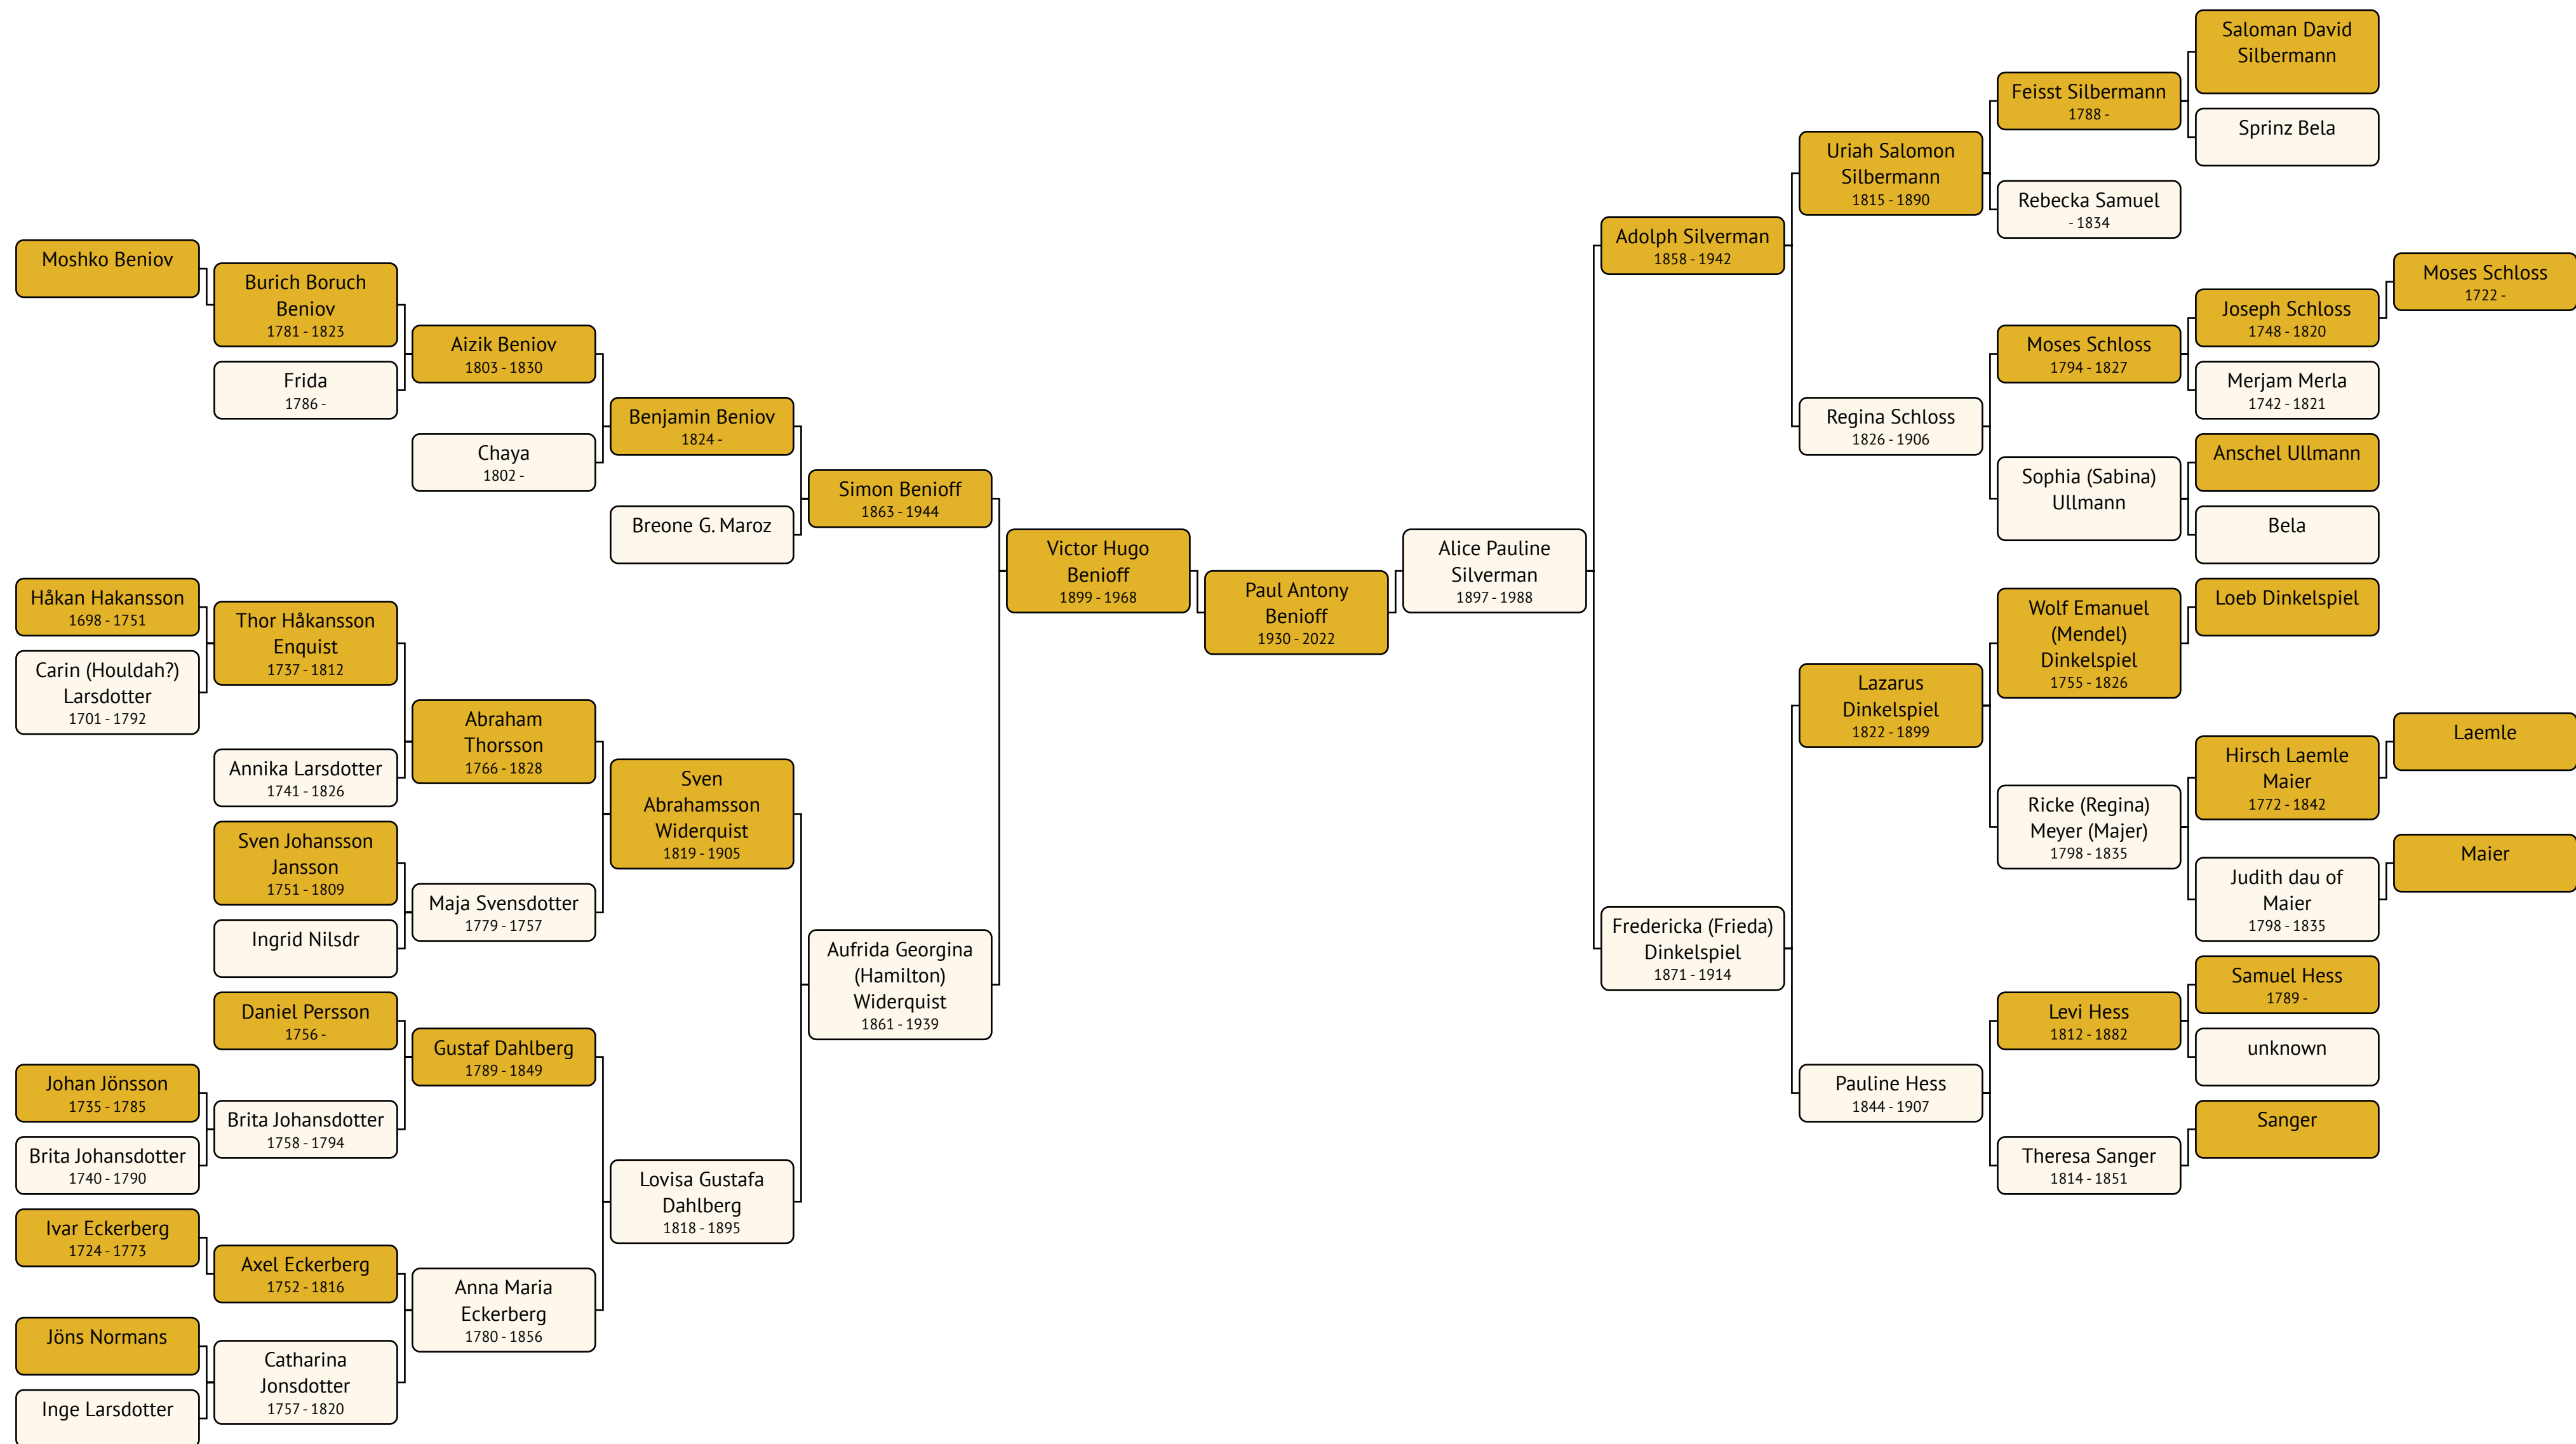 Moshko Beniov
Burich Boruch
Beniov
1781 - 1823
Frida
1786 -
Aizik Beniov
1803 - 1830
Chaya
1802 -
Benjamin Beniov
1824 -
Breone G. Maroz
Simon Benioff
1863 - 1944
Håkan Hakansson
1698 - 1751
Carin (Houldah?)
Larsdotter
1701 - 1792
Thor Håkansson
Enquist
1737 - 1812
Annika Larsdotter
1741 - 1826
Abraham
Thorsson
1766 - 1828
Sven Johansson
Jansson
1751 - 1809
Ingrid Nilsdr
Maja Svensdotter
1779 - 1757
Sven
Abrahamsson
Widerquist
1819 - 1905
Daniel Persson
1756 -
Johan Jönsson
1735 - 1785
Brita Johansdotter
1740 - 1790
Brita Johansdotter
1758 - 1794
Gustaf Dahlberg
1789 - 1849
Ivar Eckerberg
1724 - 1773
Axel Eckerberg
1752 - 1816
Jöns Normans
Inge Larsdotter
Catharina
Jonsdotter
1757 - 1820
Anna Maria
Eckerberg
1780 - 1856
Lovisa Gustafa
Dahlberg
1818 - 1895
Aufrida Georgina
(Hamilton)
Widerquist
1861 - 1939
Victor Hugo
Benioff
1899 - 1968
Paul Antony
Benioff
1930 - 2022
Alice Pauline
Silverman
1897 - 1988
Adolph Silverman
1858 - 1942
Uriah Salomon
Silbermann
1815 - 1890
Feisst Silbermann
1788 -
Saloman David
Silbermann
Sprinz Bela
Rebecka Samuel
- 1834
Regina Schloss
1826 - 1906
Moses Schloss
1794 - 1827
Joseph Schloss
1748 - 1820
Moses Schloss
1722 -
Merjam Merla
1742 - 1821
Sophia (Sabina)
Ullmann
Anschel Ullmann
Bela
Fredericka (Frieda)
Dinkelspiel
1871 - 1914
Lazarus
Dinkelspiel
1822 - 1899
Wolf Emanuel
(Mendel)
Dinkelspiel
1755 - 1826
Loeb Dinkelspiel
Ricke (Regina)
Meyer (Majer)
1798 - 1835
Hirsch Laemle
Maier
1772 - 1842
Laemle
Judith dau of
Maier
1798 - 1835
Maier
Pauline Hess
1844 - 1907
Levi Hess
1812 - 1882
Samuel Hess
1789 -
unknown
Theresa Sanger
1814 - 1851
Sanger